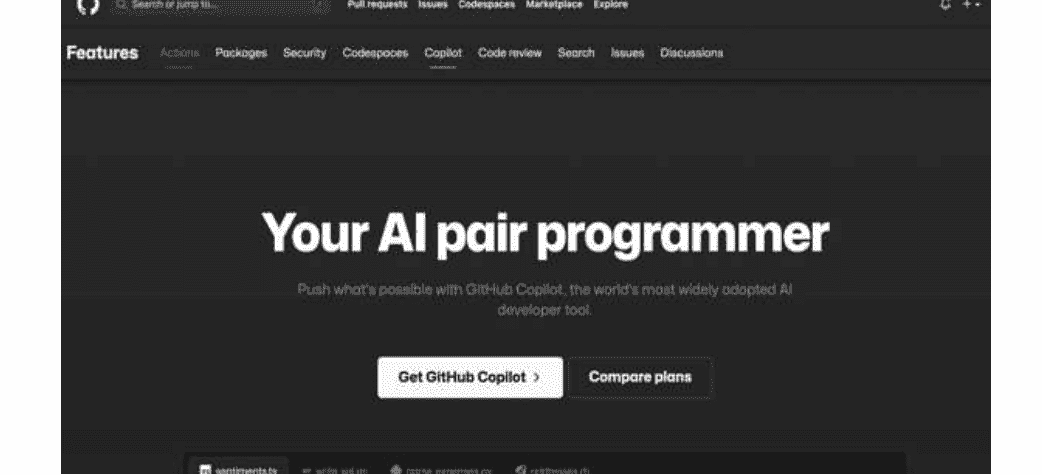 Search or jump to...
Pull requests Issues Codespaces Marketplace Explore
Features Actions Packages Security Codespaces Copilot Code review Search Issues Discussions
Your AI pair programmer
Push what's possible with GitHub Copilot, the world's most widely adopted AI
developer tool.
Get GitHub Copilot > Compare plans
sentiments.ts